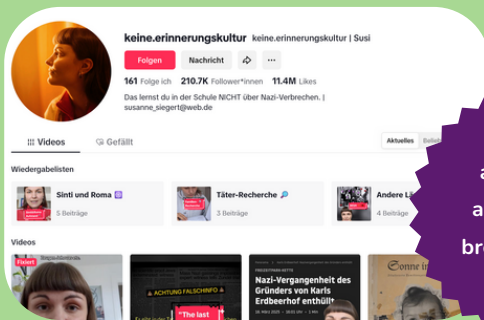 keine.erinnerungskultur keine.erinnerungskultur | Susi
Folgen Nachricht
161 Folge ich 210.7K Follower*innen 11.4M Likes
Das lernst du in der Schule NICHT über Nazi-Verbrechen. |
susanne_siegert@web.de
Videos Gefällt Aktuelles
Wiedergabelisten
Sinti und Roma Täter-Recherche Andere
5 Beiträge 3 Beiträge 4 Beiträge
Videos
Fixiert
ACHTUNG FALSCHINFO
"The last
Nazi-Vergangenheit des
Gründers von Karls
Erdbeerhof enthüllt
Sonne